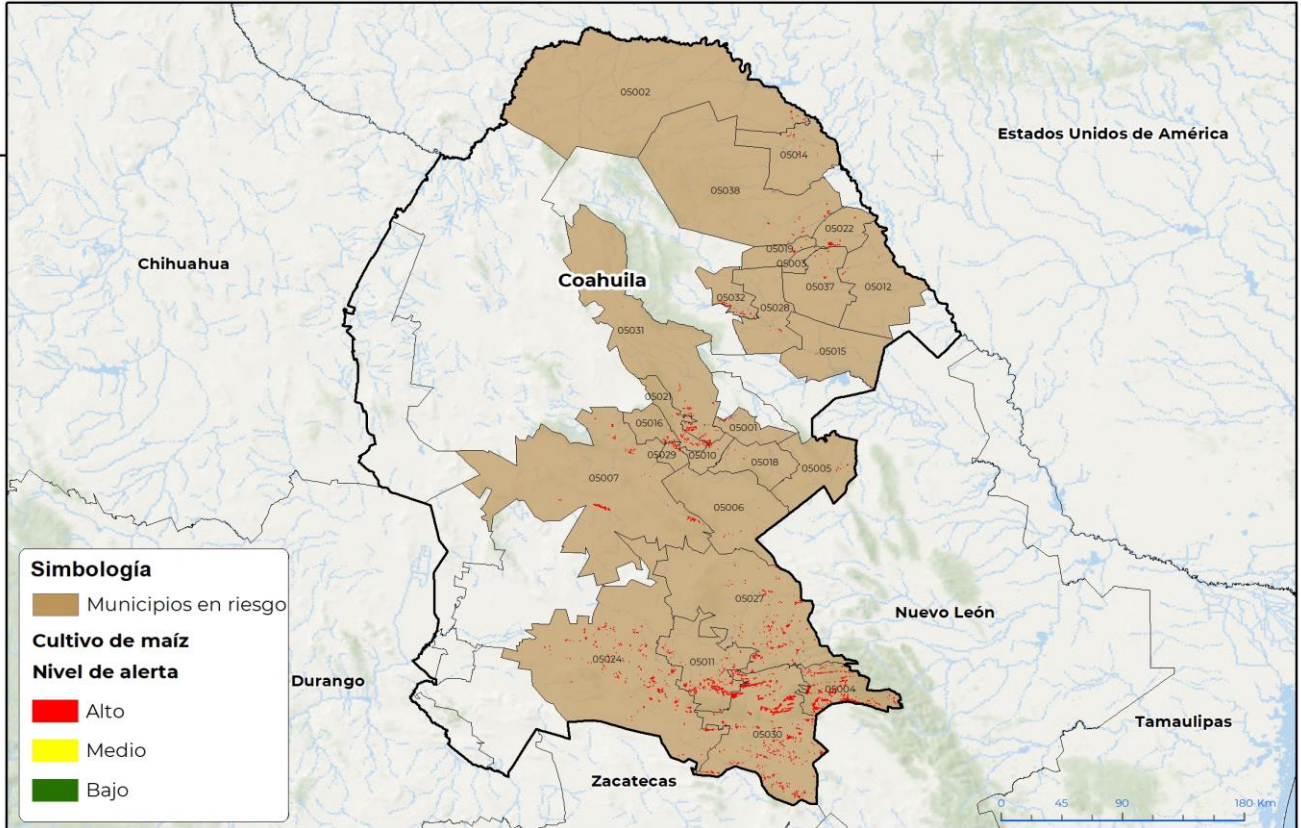 05002
Estados Unidos de América
05014
05038
05022
05019
05003
Chihuahua
Coahuila
05037
05012
05032
05028
05031
05015
05021
05016
05001
05029
05010
05018
05005
05007
05006
Simbología
Municipios en riesgo
Cultivo de maíz
Nivel de alerta
Alto
Medio
Bajo
05027
Nuevo León
05024
05011
Durango
05004
Tamaulipas
05030
Zacatecas
0 45 90 180 Km